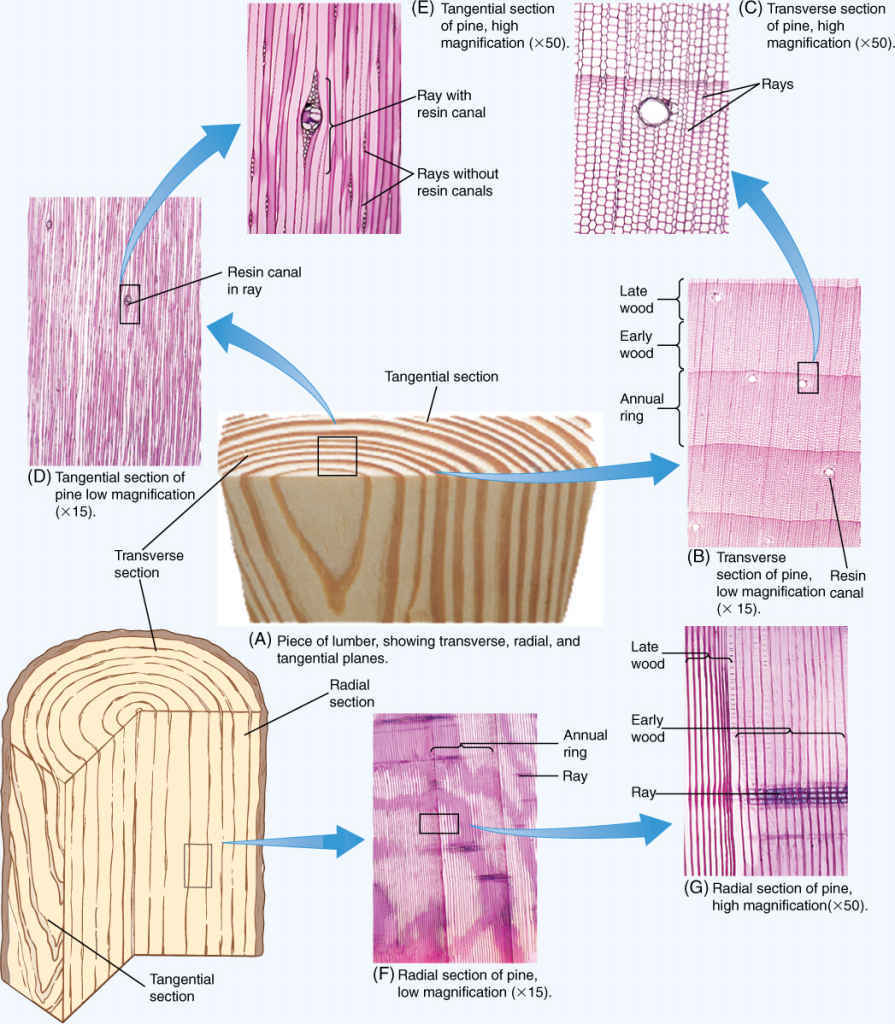 (E) Tangential section
of pine, high
magnification (×50).
Ray with
resin canal
Rays without
resin canals
(C) Transverse section
of pine, high
magnification (×50).
Rays
Resin canal
in ray
(D) Tangential section of
pine low magnification
(×15).
Late
wood
Early
wood
Annual
ring
(B) Transverse
section of pine,
low magnification
(× 15).
Resin
canal
Tangential section
Transverse
section
(A) Piece of lumber, showing transverse, radial, and
tangential planes.
Radial
section
Tangential
section
Annual
ring
Ray
(F) Radial section of pine,
low magnification (×15).
Late
wood
Early
wood
Ray
(G) Radial section of pine,
high magnification(×50).